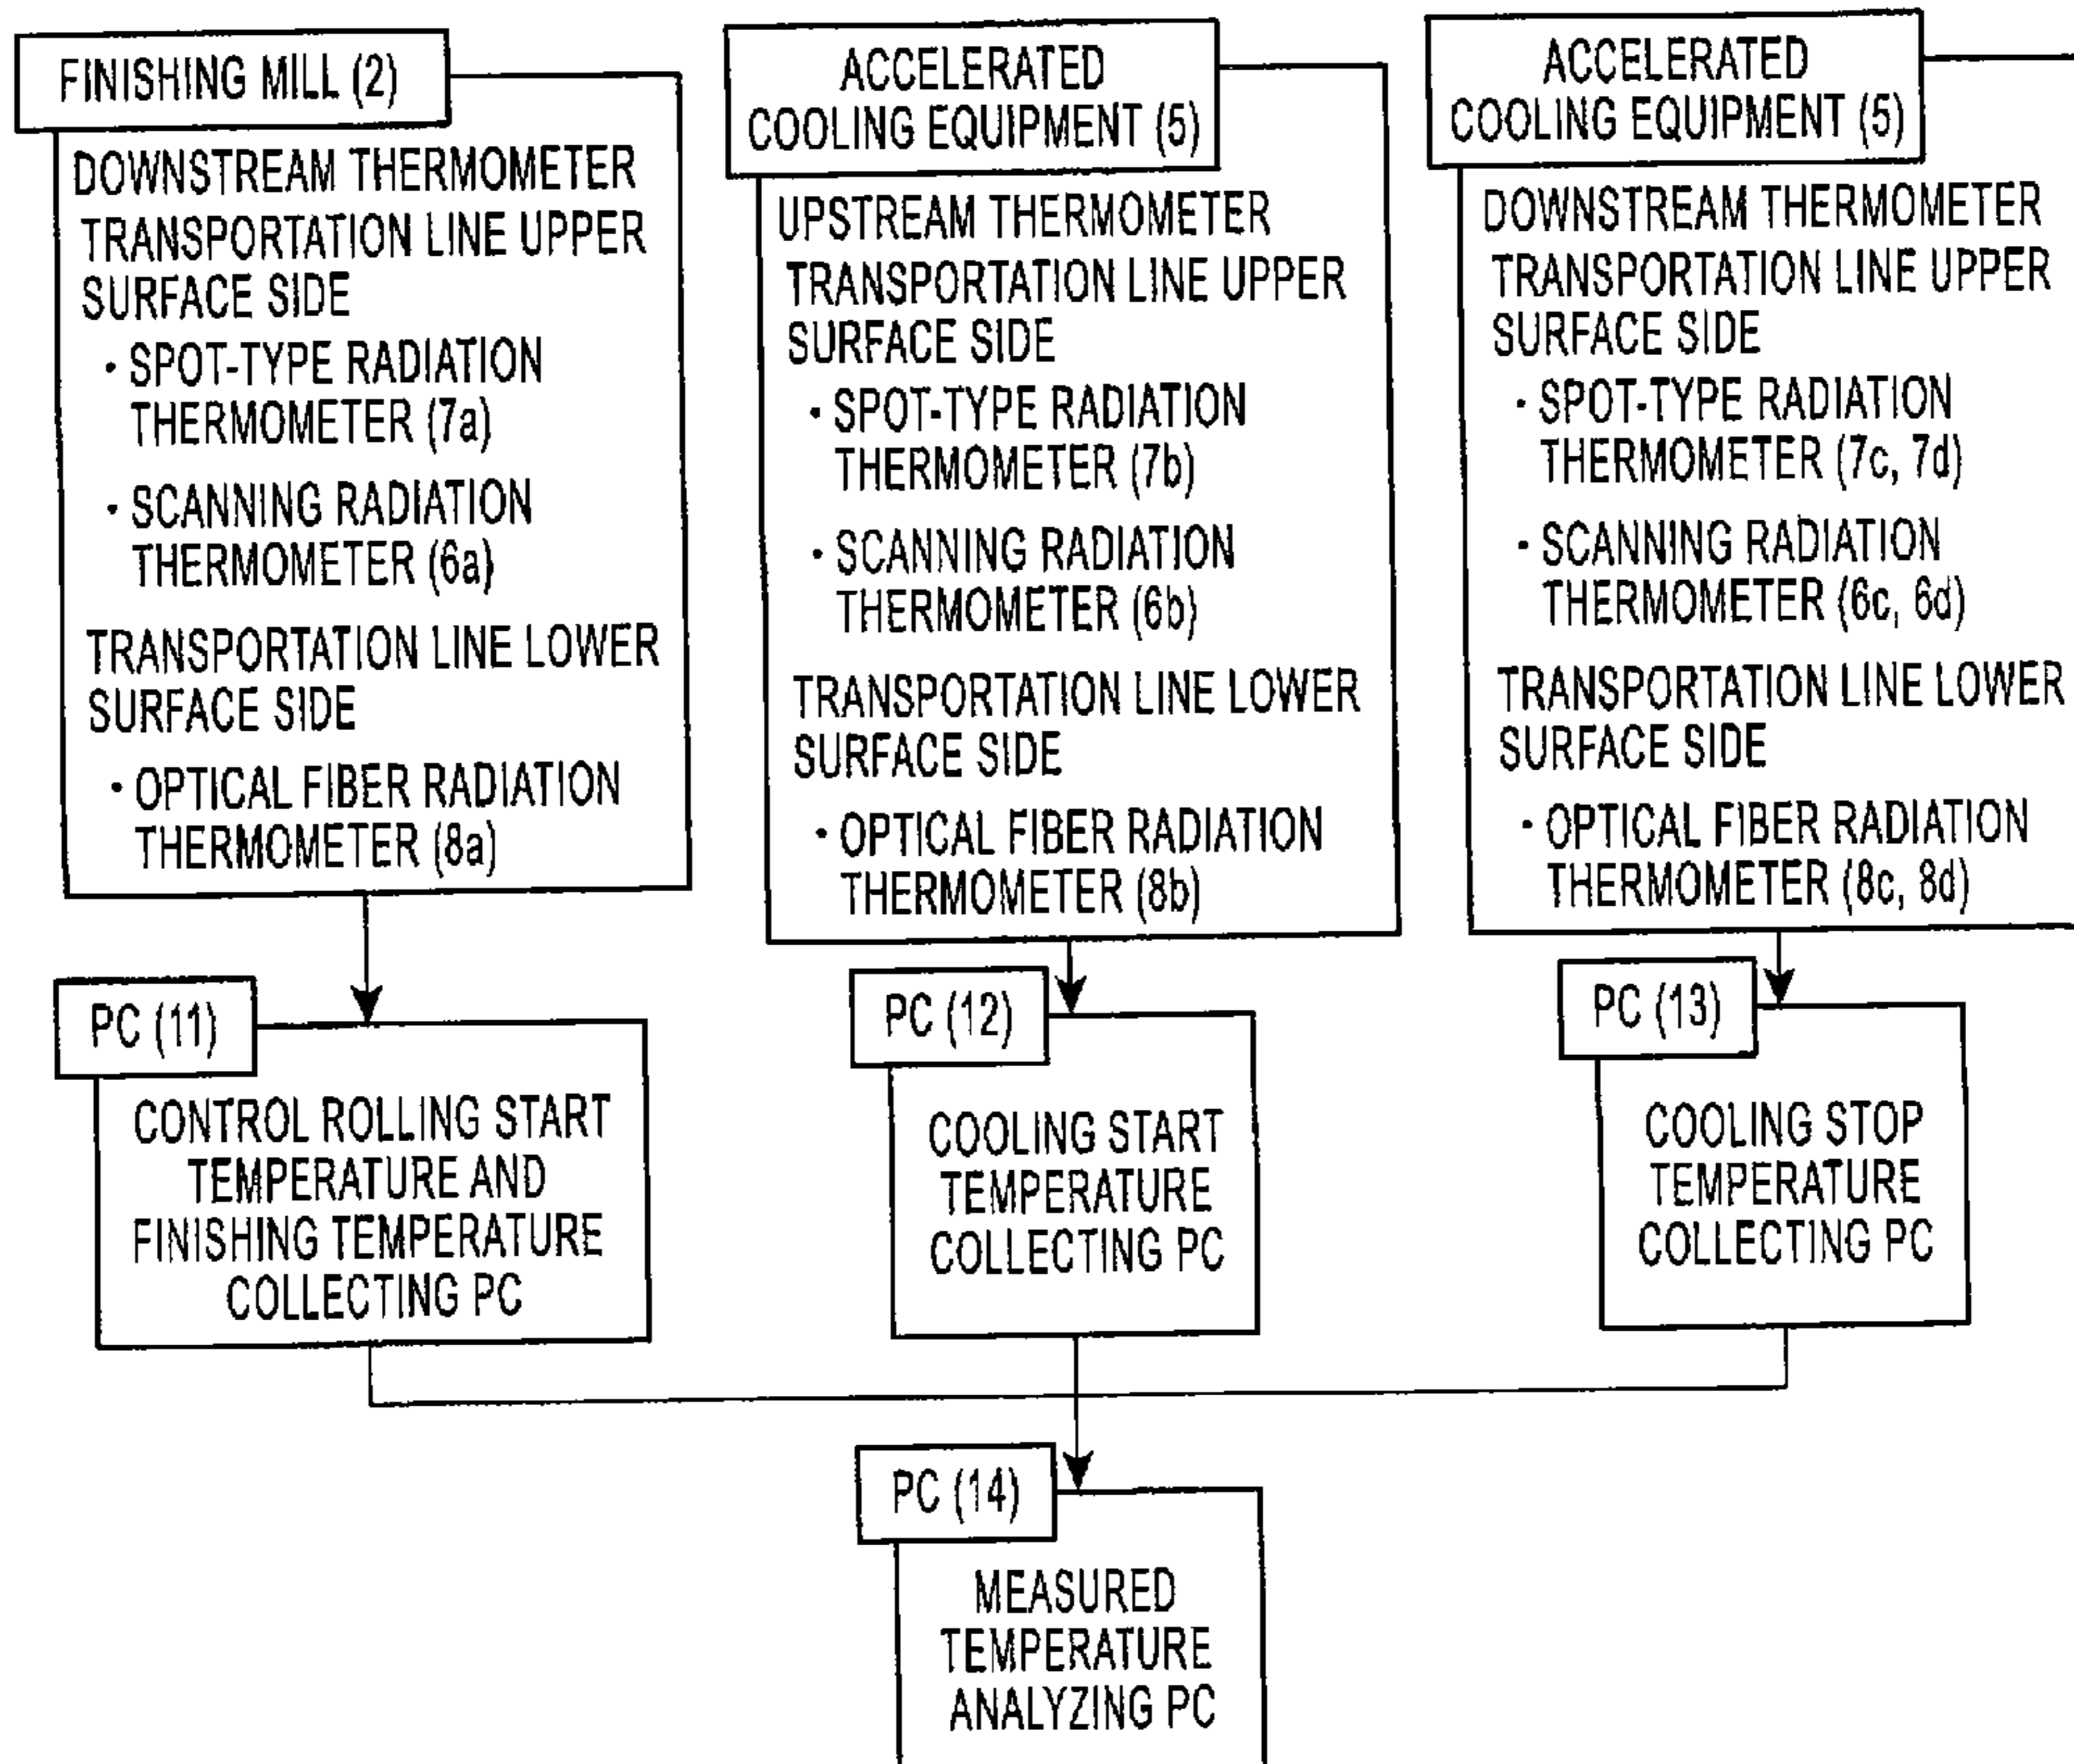 FINISHING MILL (2)
DOWNSTREAM THERMOMETER
TRANSPORTATION LINE UPPER
SURFACE SIDE
· SPOT-TYPE RADIATION
THERMOMETER (7a)
· SCANNING RADIATION
THERMOMETER (6a)
TRANSPORTATION LINE LOWER
SURFACE SIDE
· OPTICAL FIBER RADIATION
THERMOMETER (8a)
ACCELERATED
COOLING EQUIPMENT (5)
UPSTREAM THERMOMETER
TRANSPORTATION LINE UPPER
SURFACE SIDE
· SPOT-TYPE RADIATION
THERMOMETER (7b)
· SCANNING RADIATION
THERMOMETER (6b)
TRANSPORTATION LINE LOWER
SURFACE SIDE
· OPTICAL FIBER RADIATION
THERMOMETER (8b)
ACCELERATED
COOLING EQUIPMENT (5)
DOWNSTREAM THERMOMETER
TRANSPORTATION LINE UPPER
SURFACE SIDE
· SPOT-TYPE RADIATION
THERMOMETER (7c, 7d)
· SCANNING RADIATION
THERMOMETER (6c, 6d)
TRANSPORTATION LINE LOWER
SURFACE SIDE
· OPTICAL FIBER RADIATION
THERMOMETER (8c, 8d)
PC (11)
CONTROL ROLLING START
TEMPERATURE AND
FINISHING TEMPERATURE
COLLECTING PC
PC (12)
COOLING START
TEMPERATURE
COLLECTING PC
PC (13)
COOLING STOP
TEMPERATURE
COLLECTING PC
PC (14)
MEASURED
TEMPERATURE
ANALYZING PC